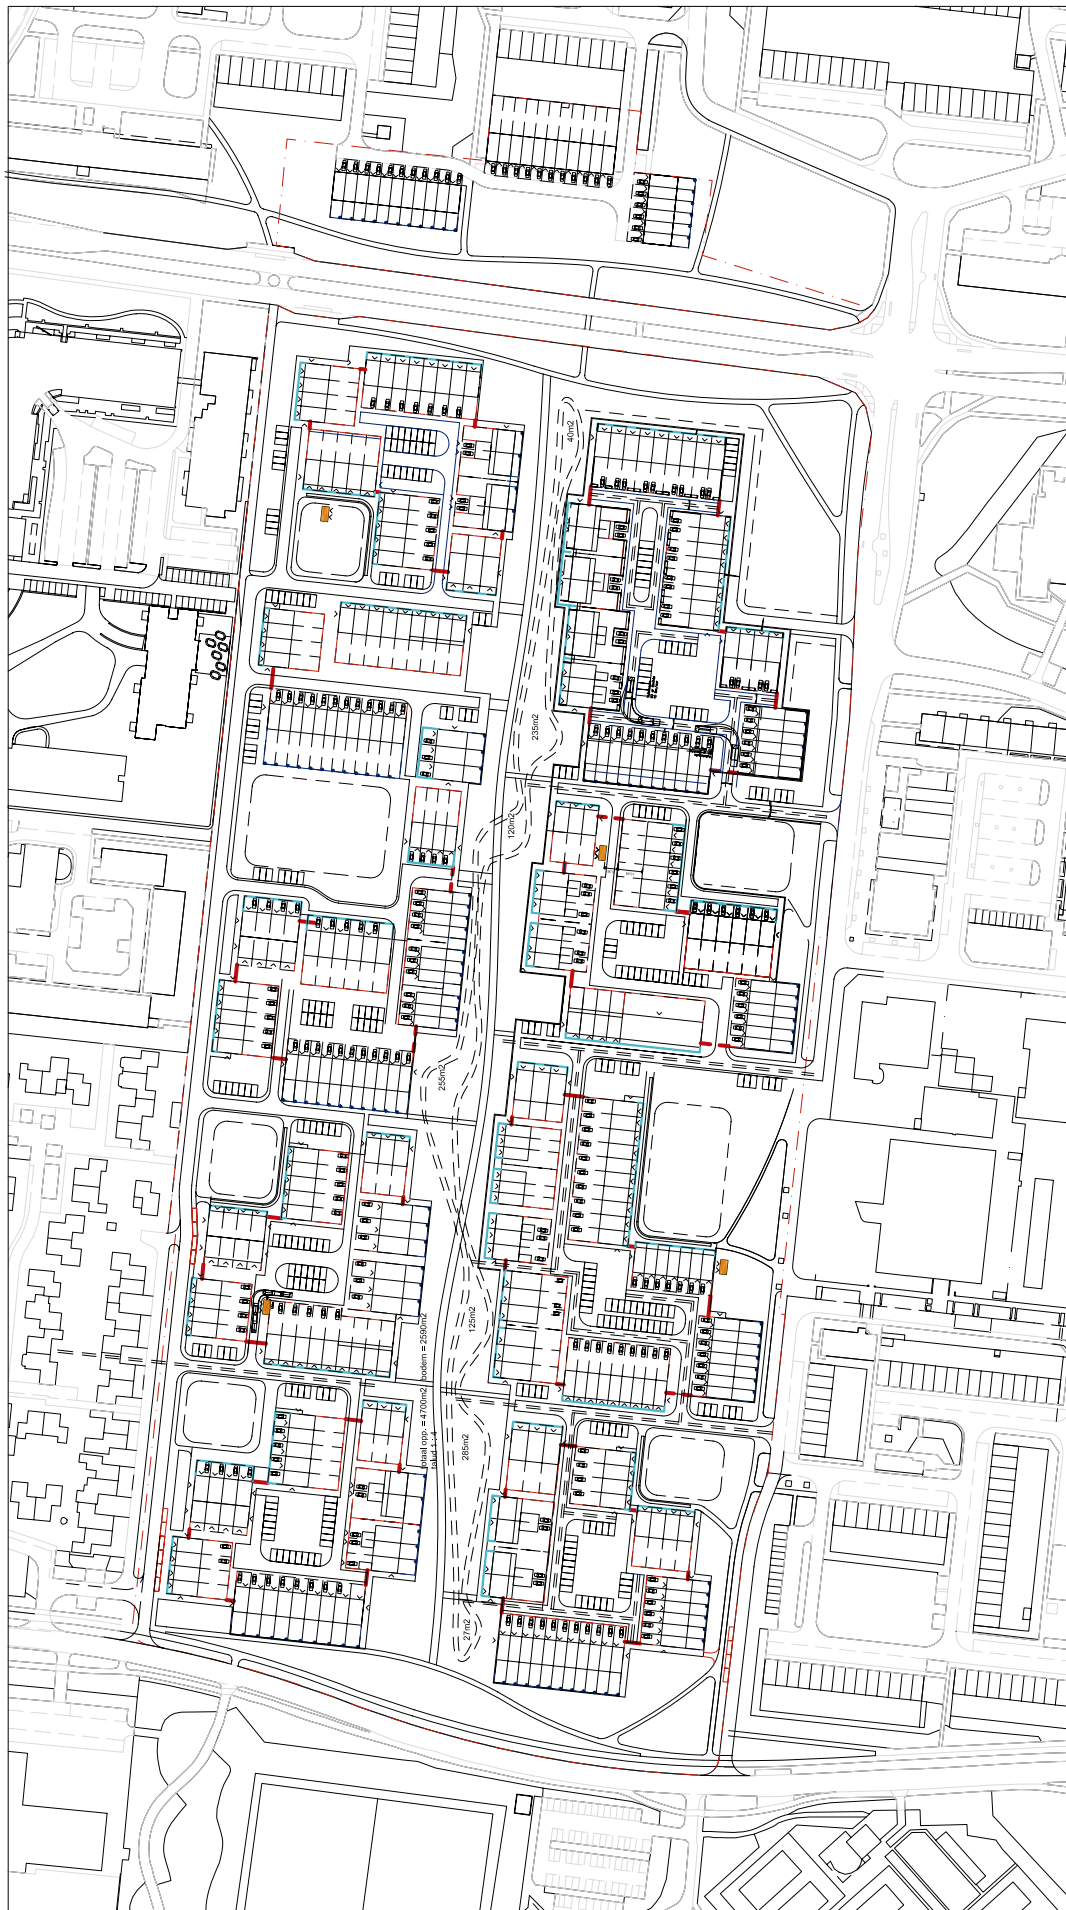 40m2
235m2
120m2
255m2
125m2
totaal opp. = 4700m2, bodem = 2590m2
talud 1 : 4
285m2
27m2